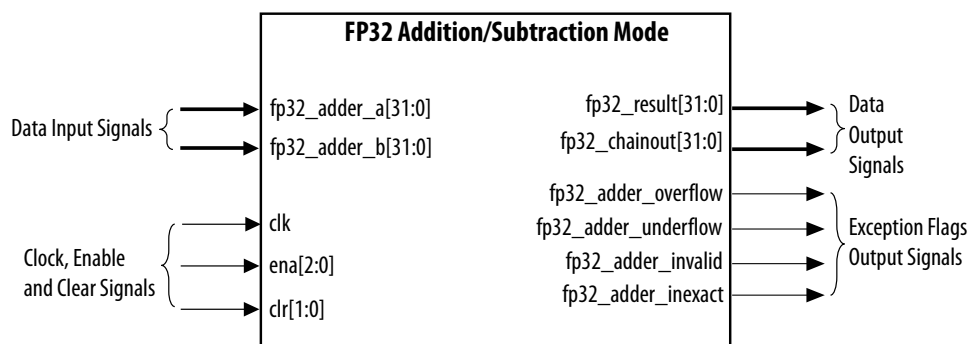 FP32 Addition/Subtraction Mode
Data Input Signals
fp32_adder_a[31:0]
fp32_adder_b[31:0]
Clock, Enable
and Clear Signals
clk
ena[2:0]
clr[1:0]
fp32_result[31:0]
fp32_chainout[31:0]
Data
Output
Signals
fp32_adder_overflow
fp32_adder_underflow
fp32_adder_invalid
fp32_adder_inexact
Exception Flags
Output Signals